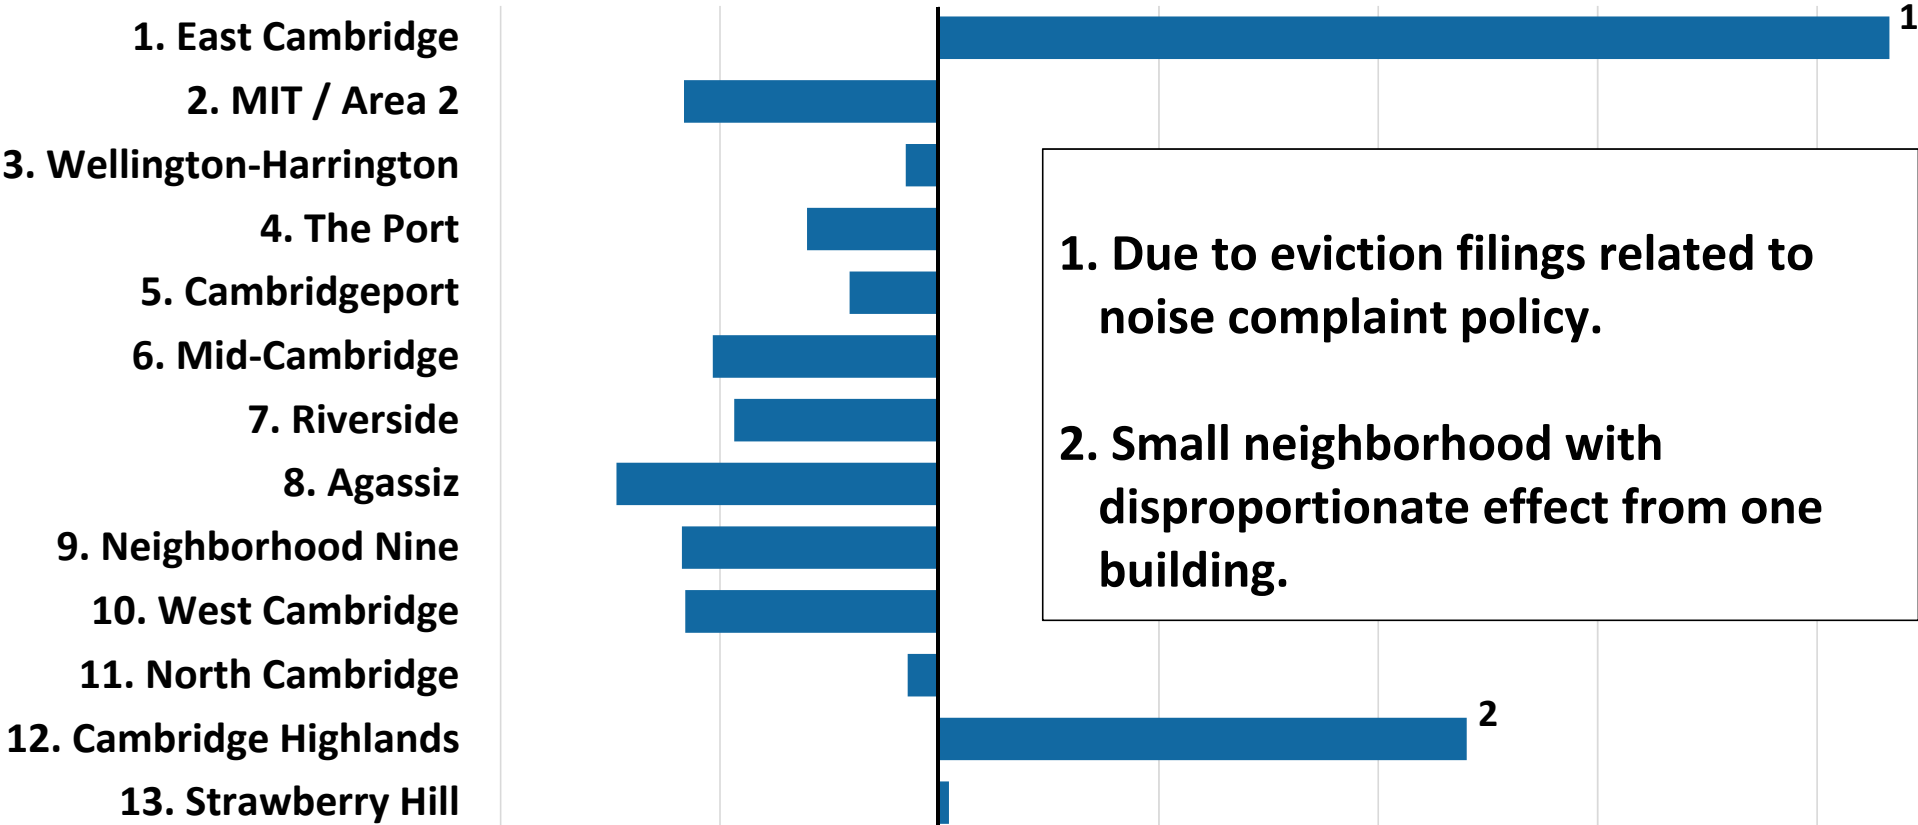 1. East Cambridge
1
2. MIT / Area 2
3. Wellington-Harrington
4. The Port
5. Cambridgeport
6. Mid-Cambridge
7. Riverside
8. Agassiz
9. Neighborhood Nine
10. West Cambridge
11. North Cambridge
12. Cambridge Highlands
2
13. Strawberry Hill
1. Due to eviction filings related to
noise complaint policy.
2. Small neighborhood with
disproportionate effect from one
building.